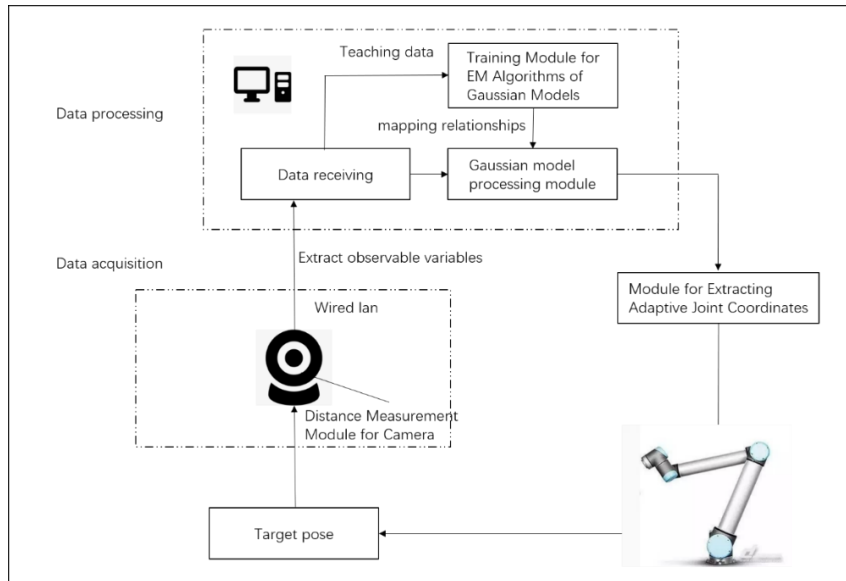 Teaching data
Training Module for
EM Algorithms of
Gaussian Models
Data processing
mapping relationships
Data receiving
Gaussian model
processing module
Extract observable variables
Data acquisition
Module for Extracting
Adaptive Joint Coordinates
Wired lan
Distance Measurement
Module for Camera
Target pose